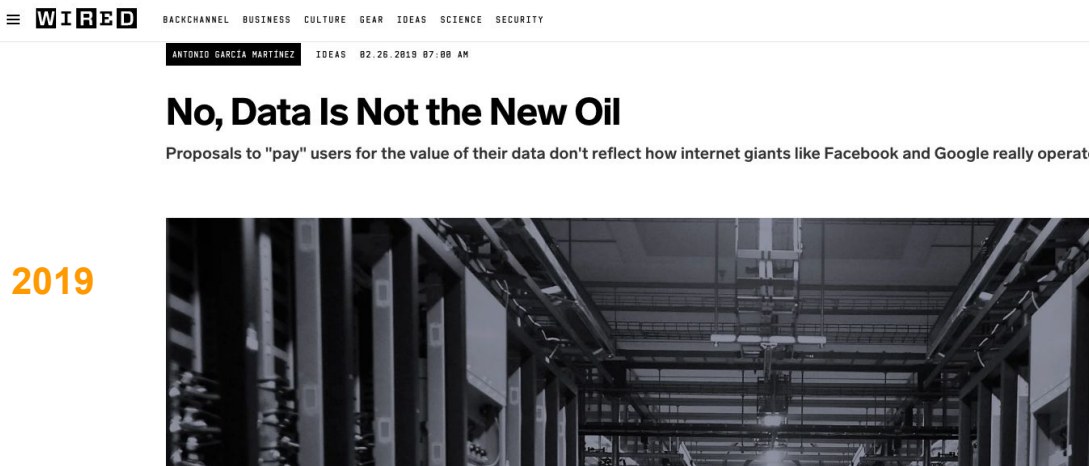 WIRED
BACKCHANNEL BUSINESS CULTURE GEAR IDEAS SCIENCE SECURITY
ANTONIO GARCÍA MARTÍNEZ IDEAS 02.26.2019 07:00 AM
No, Data Is Not the New Oil
Proposals to "pay" users for the value of their data don't reflect how internet giants like Facebook and Google really operat
2019